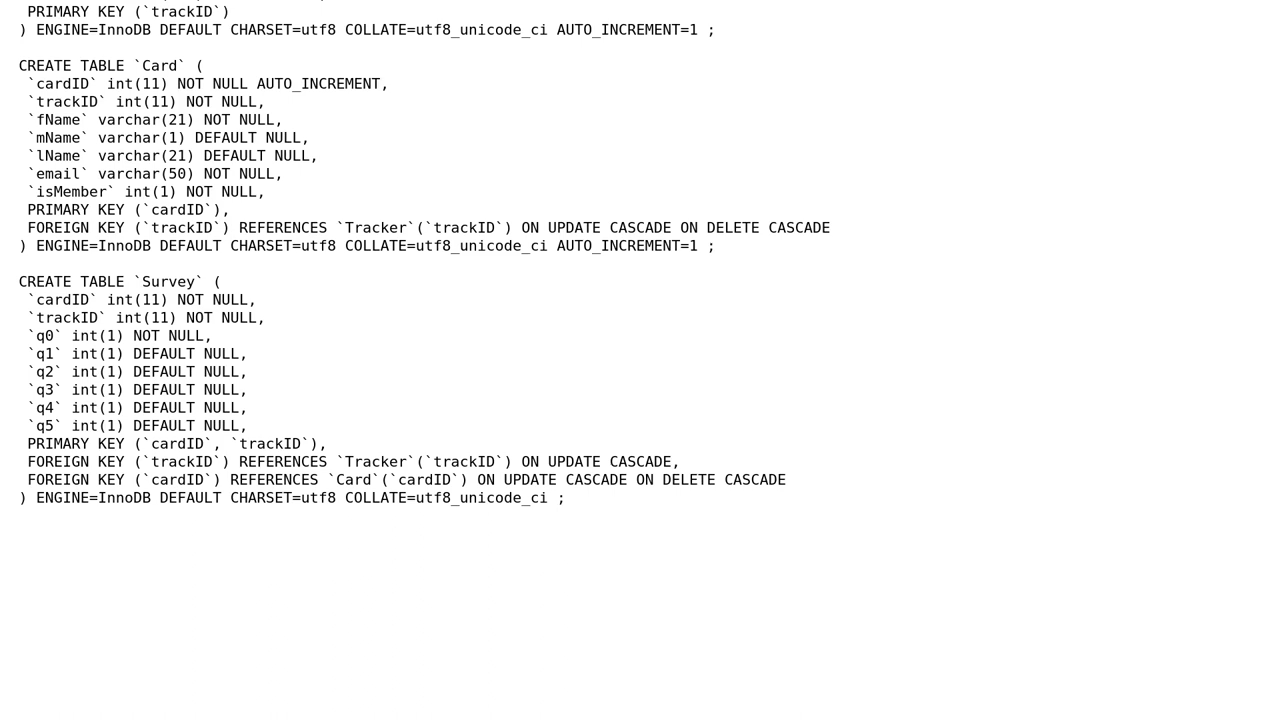 PRIMARY KEY (`trackID`)
) ENGINE=InnoDB DEFAULT CHARSET=utf8 COLLATE=utf8_unicode_ci AUTO_INCREMENT=1 ;

CREATE TABLE `Card` (
`cardID` int(11) NOT NULL AUTO_INCREMENT,
`trackID` int(11) NOT NULL,
`fName` varchar(21) NOT NULL,
`mName` varchar(1) DEFAULT NULL,
`lName` varchar(21) DEFAULT NULL,
`email` varchar(50) NOT NULL,
`isMember` int(1) NOT NULL,
PRIMARY KEY (`cardID`),
FOREIGN KEY (`trackID`) REFERENCES `Tracker`(`trackID`) ON UPDATE CASCADE ON DELETE CASCADE
) ENGINE=InnoDB DEFAULT CHARSET=utf8 COLLATE=utf8_unicode_ci AUTO_INCREMENT=1 ;

CREATE TABLE `Survey` (
`cardID` int(11) NOT NULL,
`trackID` int(11) NOT NULL,
`q0` int(1) NOT NULL,
`q1` int(1) DEFAULT NULL,
`q2` int(1) DEFAULT NULL,
`q3` int(1) DEFAULT NULL,
`q4` int(1) DEFAULT NULL,
`q5` int(1) DEFAULT NULL,
PRIMARY KEY (`cardID`, `trackID`),
FOREIGN KEY (`trackID`) REFERENCES `Tracker`(`trackID`) ON UPDATE CASCADE,
FOREIGN KEY (`cardID`) REFERENCES `Card`(`cardID`) ON UPDATE CASCADE ON DELETE CASCADE
) ENGINE=InnoDB DEFAULT CHARSET=utf8 COLLATE=utf8_unicode_ci ;